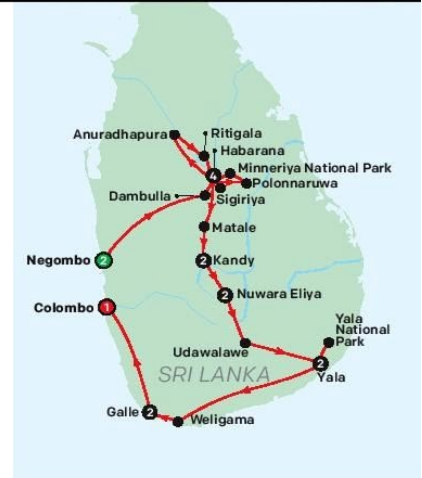 Anuradhapura
Ritigala
Habarana
4
Minneriya National Park
Polonnaruwa
Dambulla
Sigiriya
Matale
Negombo 2
2 Kandy
2 Nuwara Eliya
Colombo 1
Yala
National
Park
Udawalawe
2
Yala
SRI LANKA
Galle 2
Weligama